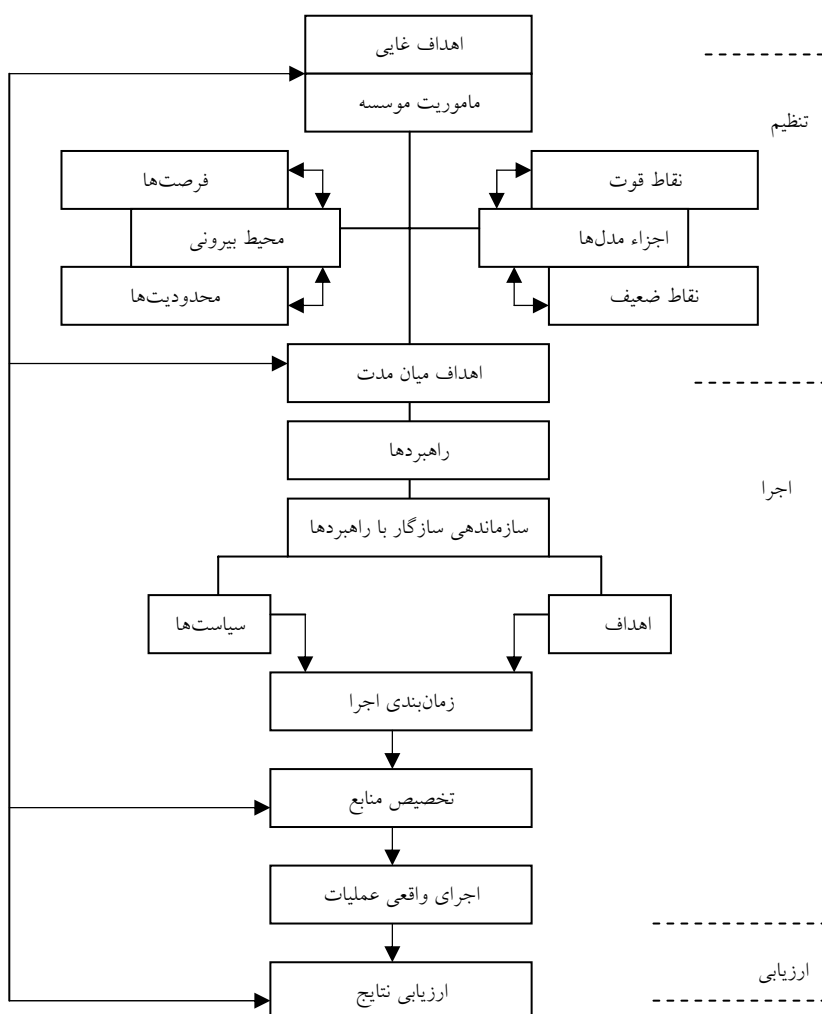 اهداف غایی
ماموریت موسسه
تنظیم
نقاط قوت
فرصت‌ها
اجزاء مدل‌ها
محیط بیرونی
نقاط ضعیف
محدودیت‌ها
اهداف میان مدت
راهبردها
اجرا
سازماندهی سازگار با راهبردها
اهداف
سیاست‌ها
زمان‌بندی اجرا
تخصیص منابع
اجرای واقعی عملیات
ارزیابی
ارزیابی نتایج